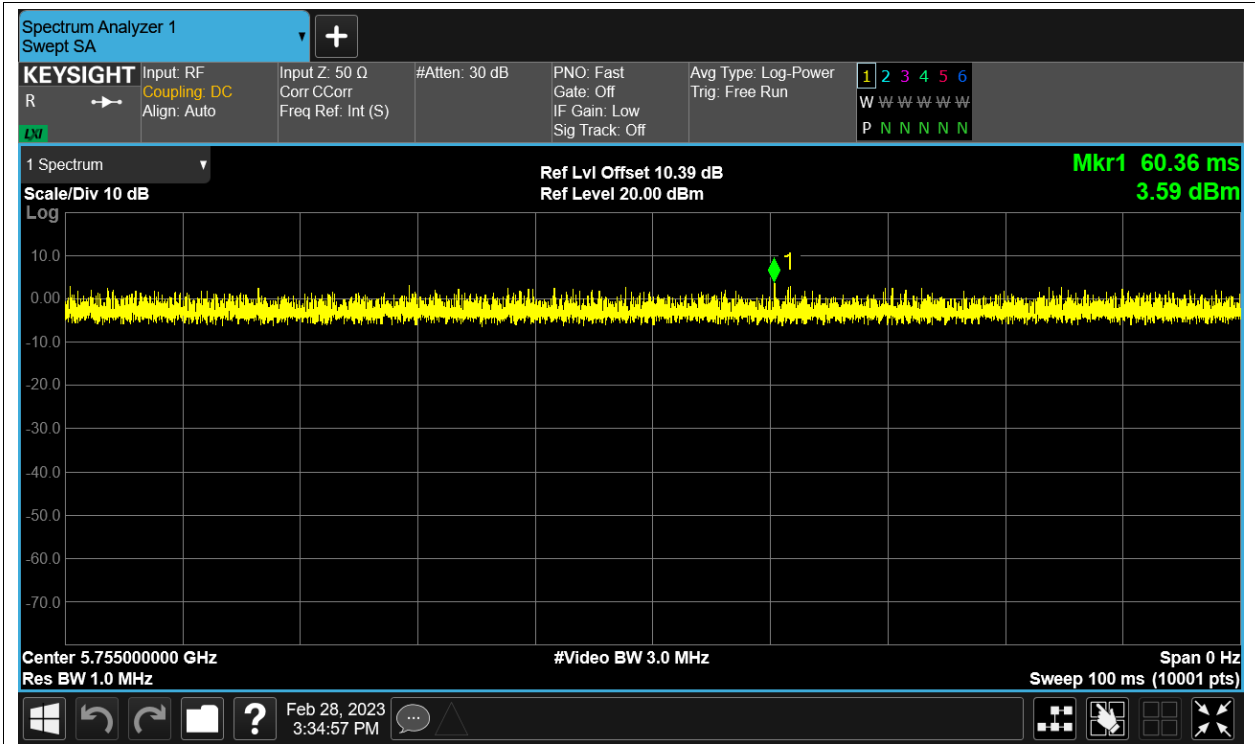 Spectrum Analyzer 1
Swept SA
+
KEYSIGHT
R
LXI
Input: RF
Coupling: DC
Align: Auto
Input Z: 50 Ω
Corr CCorr
Freq Ref: Int (S)
#Atten: 30 dB
PNO: Fast
Gate: Off
IF Gain: Low
Sig Track: Off
Avg Type: Log-Power
Trig: Free Run
1 2 3 4 5 6
W W W W W W
P N N N N N
1 Spectrum
Scale/Div 10 dB
Ref Lvl Offset 10.39 dB
Ref Level 20.00 dBm
Mkr1 60.36 ms
3.59 dBm
Log
10.0
1
0.00
-10.0
-20.0
-30.0
-40.0
-50.0
-60.0
-70.0
Center 5.755000000 GHz
Res BW 1.0 MHz
#Video BW 3.0 MHz
Span 0 Hz
Sweep 100 ms (10001 pts)
?
Feb 28, 2023
3:34:57 PM